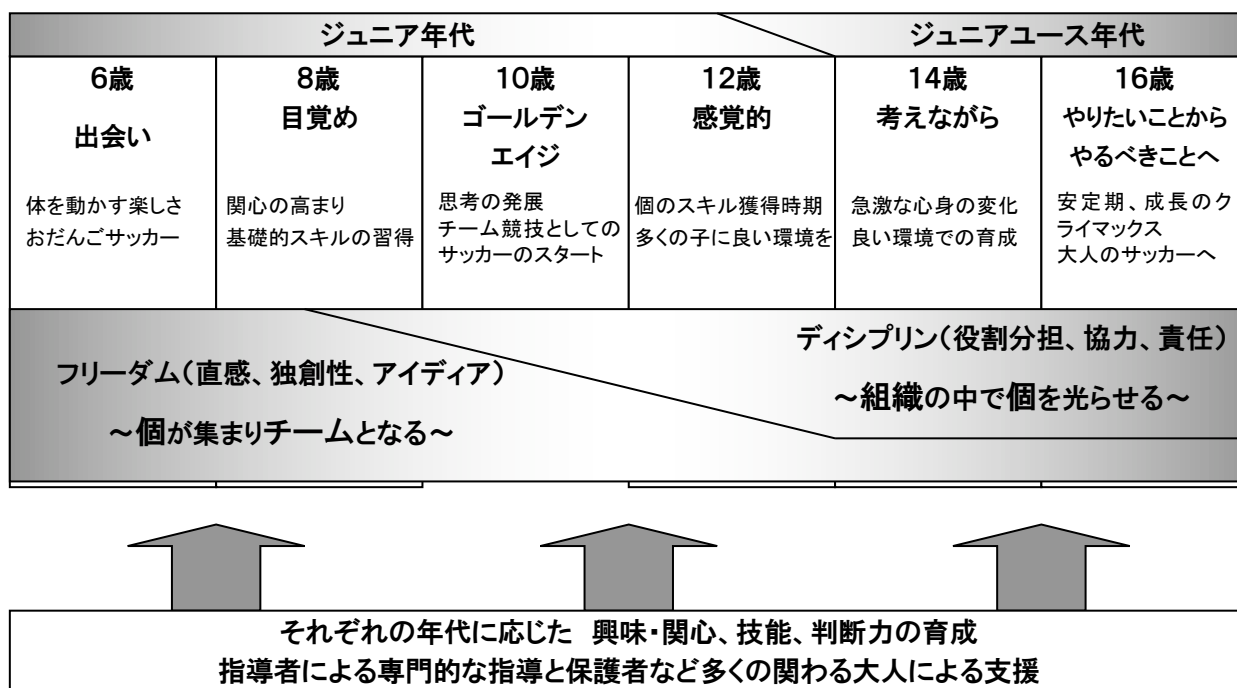 ジュニア年代
ジュニアユース年代
6歳
出会い
体を動かす楽しさ
おだんごサッカー
8歳
目覚め
関心の高まり
基礎的スキルの習得
10歳
ゴールデン
エイジ
思考の発展
チーム競技としての
サッカーのスタート
12歳
感覚的
個のスキル獲得時期
多くの子に良い環境を
14歳
考えながら
急激な心身の変化
良い環境での育成
16歳
やりたいことから
やるべきことへ
安定期、成長のク
ライマックス
大人のサッカーへ
フリーダム(直感、独創性、アイディア)
～個が集まりチームとなる～
ディシプリン(役割分担、協力、責任)
～組織の中で個を光らせる～
それぞれの年代に応じた 興味・関心、技能、判断力の育成
指導者による専門的な指導と保護者など多くの関わる大人による支援